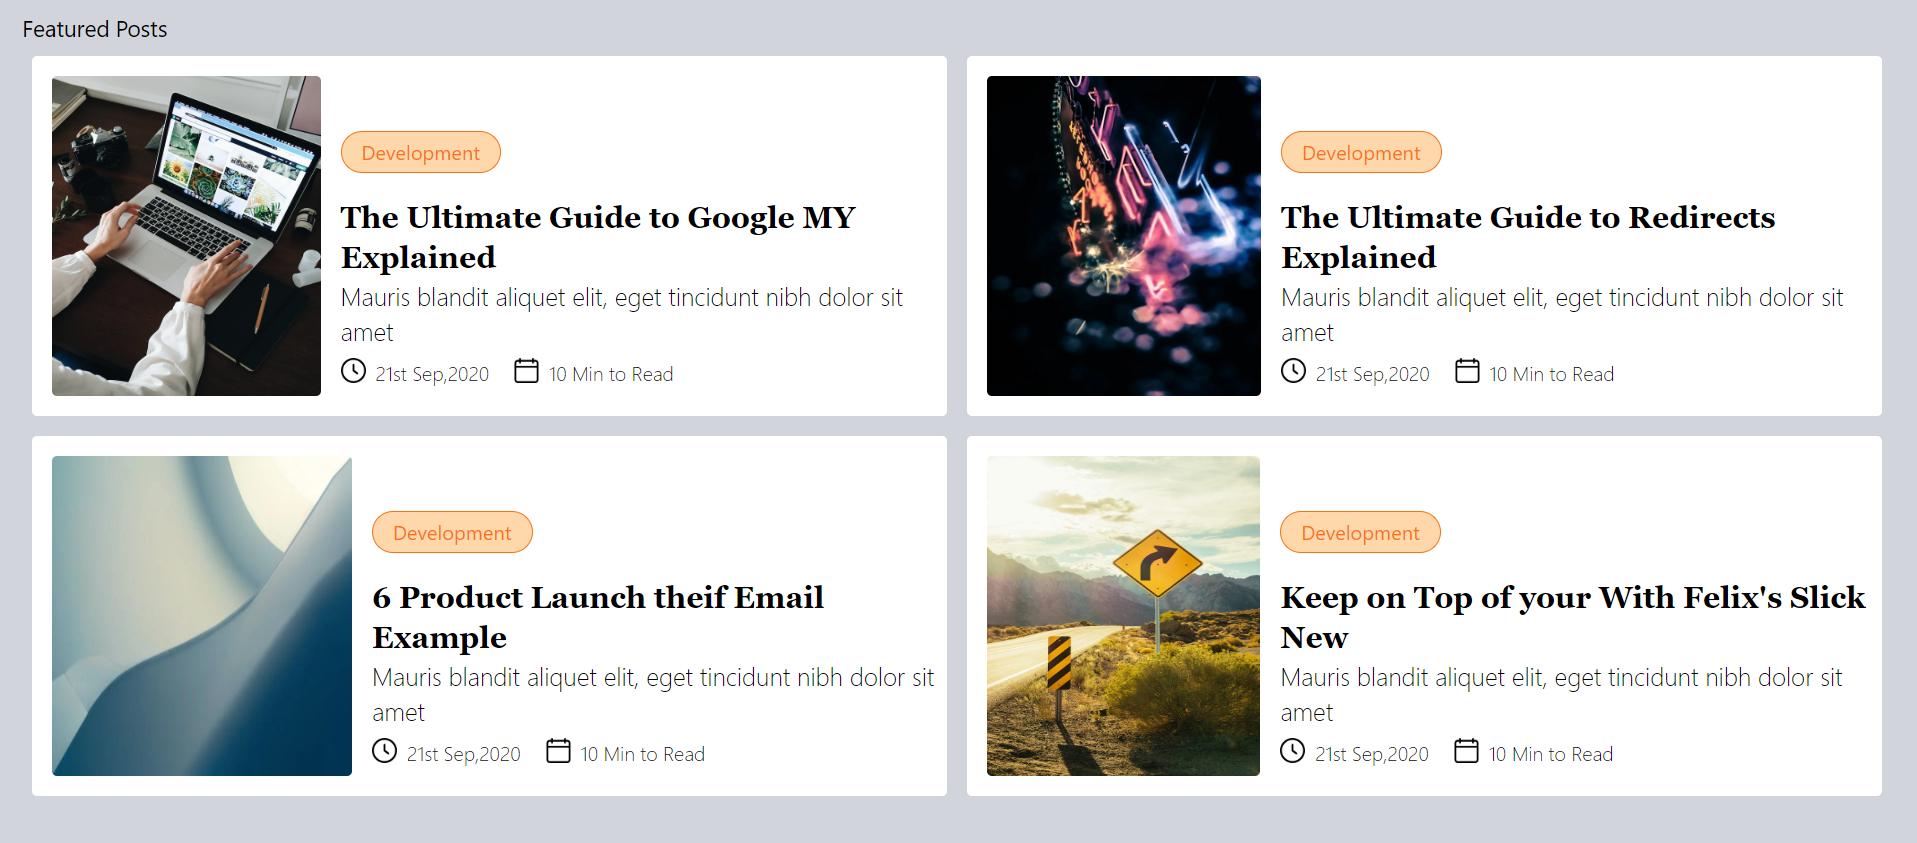 Featured Posts
Development
The Ultimate Guide to Google MY
Explained
Mauris blandit aliquet elit, eget tincidunt nibh dolor sit
amet
21st Sep,2020 10 Min to Read
Development
The Ultimate Guide to Redirects
Explained
Mauris blandit aliquet elit, eget tincidunt nibh dolor sit
amet
21st Sep,2020 10 Min to Read
Development
6 Product Launch theif Email
Example
Mauris blandit aliquet elit, eget tincidunt nibh dolor sit
amet
21st Sep,2020 10 Min to Read
Development
Keep on Top of your With Felix's Slick
New
Mauris blandit aliquet elit, eget tincidunt nibh dolor sit
amet
21st Sep,2020 10 Min to Read